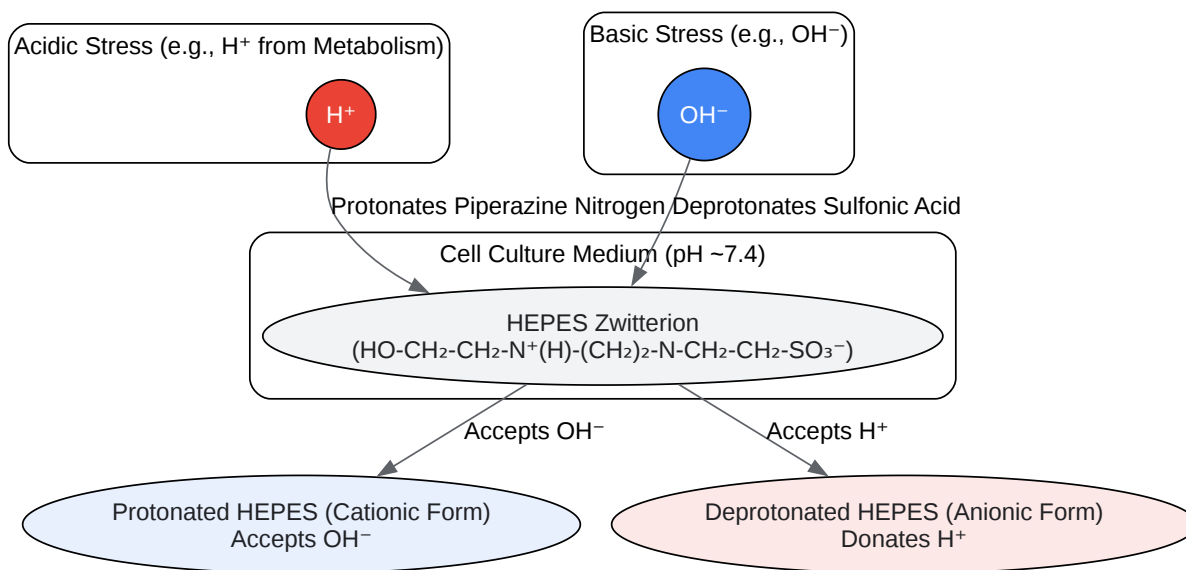 Acidic Stress (e.g., H⁺ from Metabolism)
H⁺
Basic Stress (e.g., OH⁻)
OH⁻
Protonates Piperazine Nitrogen
Deprotonates Sulfonic Acid
Cell Culture Medium (pH ~7.4)
HEPES Zwitterion
(HO-CH₂-CH₂-N⁺(H)-(CH₂)₂-N-CH₂-CH₂-SO₃⁻)
Accepts OH⁻
Accepts H⁺
Protonated HEPES (Cationic Form)
Accepts OH⁻
Deprotonated HEPES (Anionic Form)
Donates H⁺